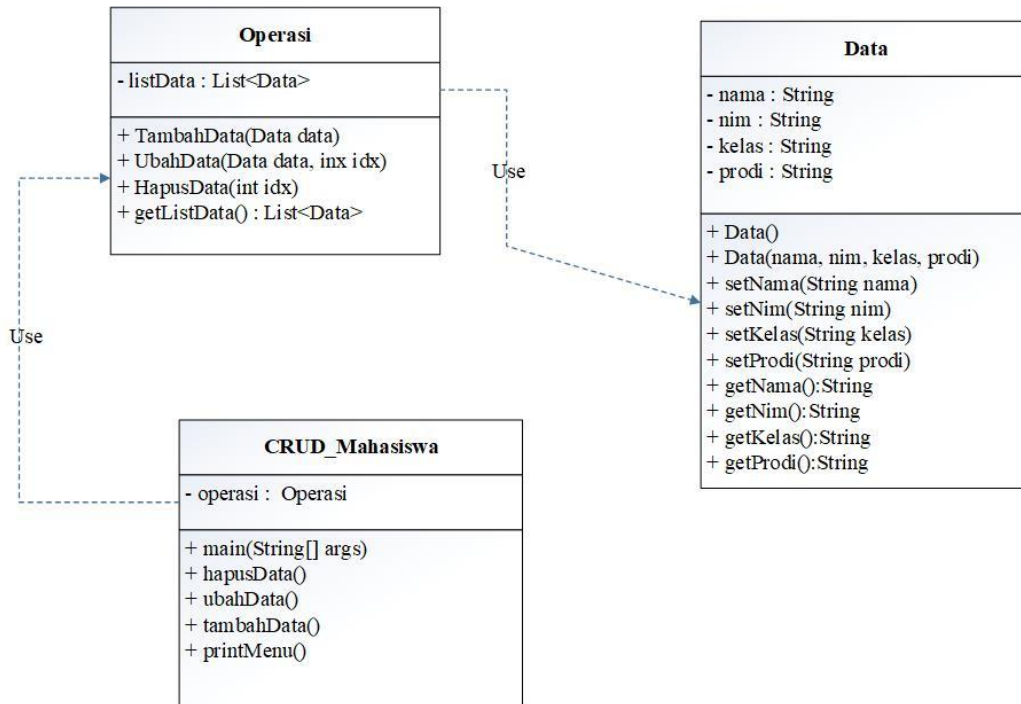 Operasi
- listData : List<Data>
+ TambahData(Data data)
+ UbahData(Data data, inx idx)
+ HapusData(int idx)
+ getListData() : List<Data>
Use
Data
- nama : String
- nim : String
- kelas : String
- prodi : String
+ Data()
+ Data(nama, nim, kelas, prodi)
+ setNama(String nama)
+ setNim(String nim)
+ setKelas(String kelas)
+ setProdi(String prodi)
+ getNama():String
+ getNim():String
+ getKelas():String
+ getProdi():String
Use
CRUD_Mahasiswa
- operasi : Operasi
+ main(String[] args)
+ hapusData()
+ ubahData()
+ tambahData()
+ printMenu()